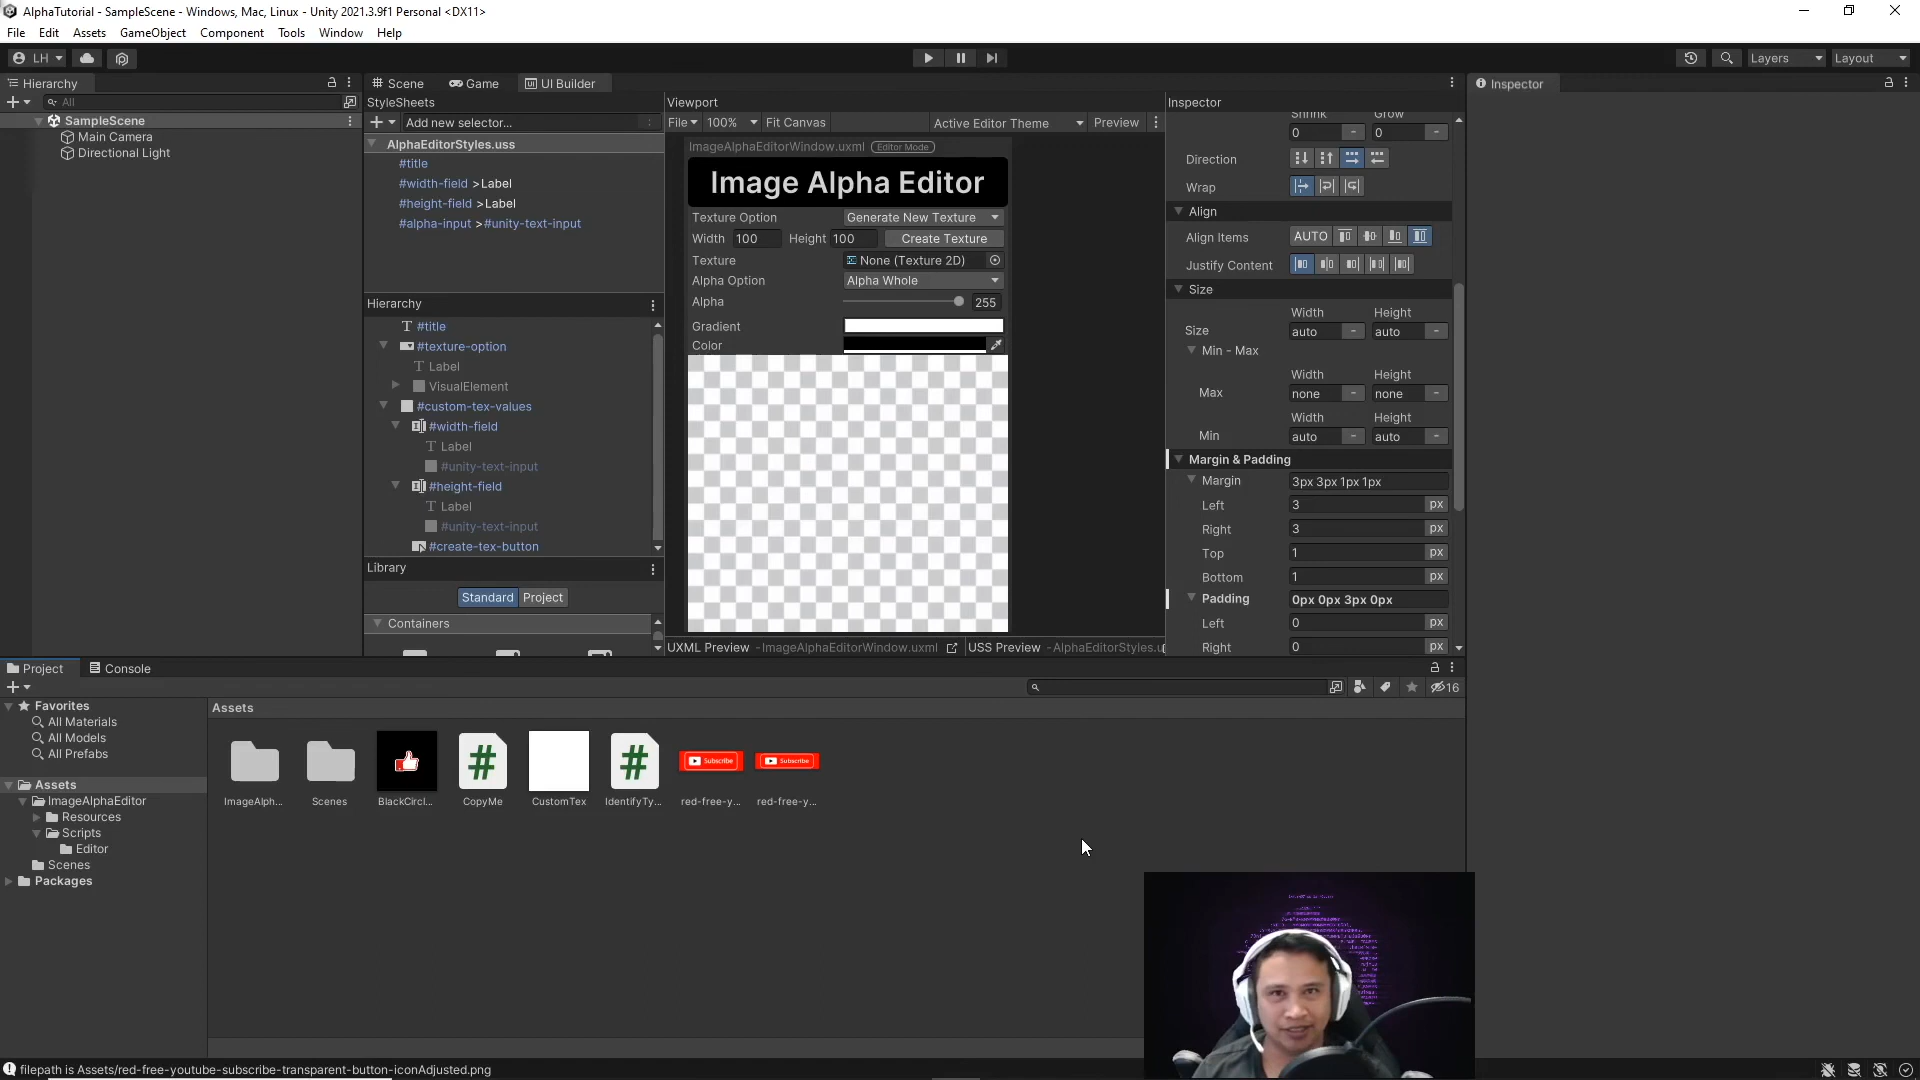 AlphaTutorial - SampleScene - Windows, Mac, Linux - Unity 2021.3.9f1 Personal <DX11>
File Edit Assets GameObject Component Tools Window Help
LH Layers Layout
Hierarchy
All
SampleScene
Main Camera
Directional Light
Scene Game UI Builder
StyleSheets
Add new selector...
AlphaEditorStyles.uss
#title
#width-field >Label
#height-field >Label
#alpha-input >#unity-text-input
Hierarchy
#title
#texture-option
Label
VisualElement
#custom-tex-values
#width-field
Label
#unity-text-input
#height-field
Label
#unity-text-input
#create-tex-button
Library
Standard Project
Containers
Viewport
File 100% Fit Canvas Active Editor Theme Preview
ImageAlphaEditorWindow.uxml Editor Mode
Image Alpha Editor
Texture Option Generate New Texture
Width 100 Height 100 Create Texture
Texture None (Texture 2D)
Alpha Option Alpha Whole
Alpha 255
Gradient
Color
UXML Preview - ImageAlphaEditorWindow.uxml USS Preview - AlphaEditorStyles.u
Inspector
Shrink Grow
0 - 0 -
Direction
Wrap
Align
Align Items AUTO
Justify Content
Size
Width Height
Size auto - auto -
Min - Max
Width Height
Max none - none -
Width Height
Min auto - auto -
Margin & Padding
Margin 3px 3px 1px 1px
Left 3 px
Right 3 px
Top 1 px
Bottom 1 px
Padding 0px 0px 3px 0px
Left 0 px
Right 0 px
Inspector
Project Console
16
Favorites
All Materials
All Models
All Prefabs
Assets
ImageAlphaEditor
Resources
Scripts
Editor
Scenes
Packages
Assets
Subscribe Subscribe
ImageAlph... Scenes BlackCircl... CopyMe CustomTex IdentifyTy... red-free-y... red-free-y...
filepath is Assets/red-free-youtube-subscribe-transparent-button-iconAdjusted.png